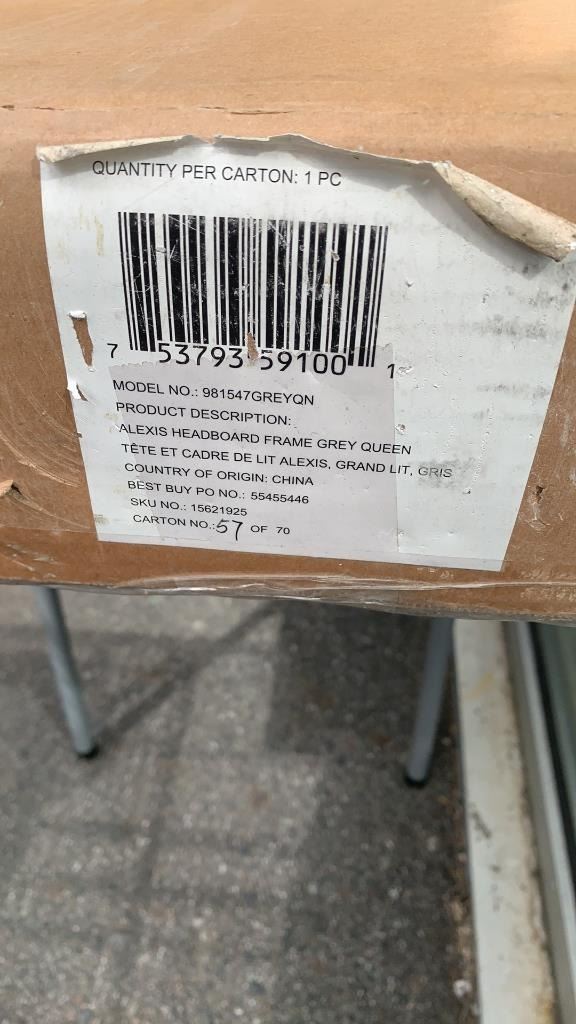 QUANTITY PER CARTON: 1 PC
7 53793 59100 1
MODEL NO.: 981547GREYQN
PRODUCT DESCRIPTION:
ALEXIS HEADBOARD FRAME GREY QUEEN
TÊTE ET CADRE DE LIT ALEXIS, GRAND LIT, GRIS
COUNTRY OF ORIGIN: CHINA
BEST BUY PO NO.: 55455446
SKU NO.: 15621925
CARTON NO.:57 OF 70